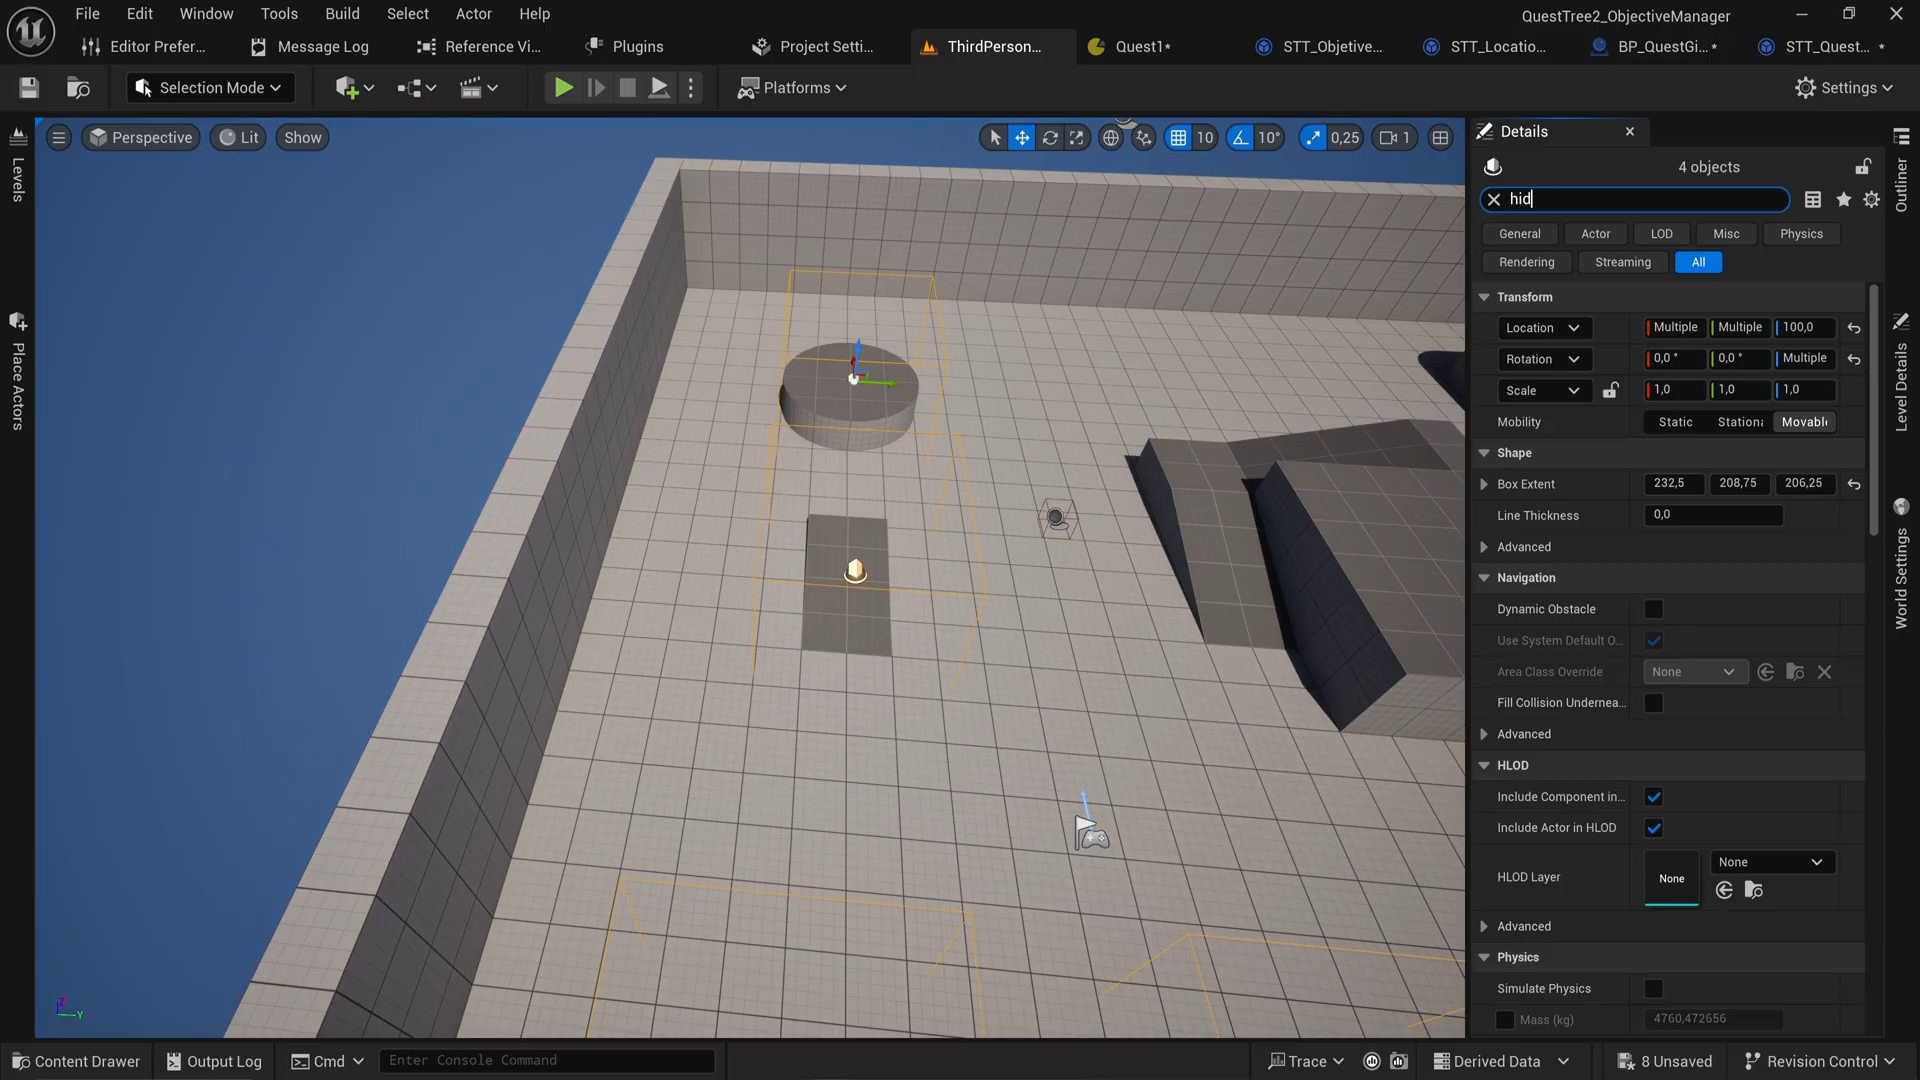 File Edit Window Tools Build Select Actor Help
QuestTree2_ObjectiveManager
Editor Prefer... Message Log Reference Vi... Plugins Project Setti... ThirdPerson... Quest1* STT_Objetive... STT_Locatio... BP_QuestGi...* STT_Quest... *
Selection Mode Platforms Settings
Perspective Lit Show 10 10° 0,25 1
Levels
Place Actors
Details
4 objects
hid
General Actor LOD Misc Physics
Rendering Streaming All
Transform
Location Multiple Multiple 100,0
Rotation 0,0 ° 0,0 ° Multiple
Scale 1,0 1,0 1,0
Mobility Static Stationa Movable
Shape
Box Extent 232,5 208,75 206,25
Line Thickness 0,0
Advanced
Navigation
Dynamic Obstacle
Use System Default O...
Area Class Override None
Fill Collision Undernea...
Advanced
HLOD
Include Component in...
Include Actor in HLOD
HLOD Layer None None
Advanced
Physics
Simulate Physics
Mass (kg) 4760,472656
Outliner
Level Details
World Settings
Z
Y
Content Drawer Output Log Cmd Enter Console Command Trace Derived Data 8 Unsaved Revision Control